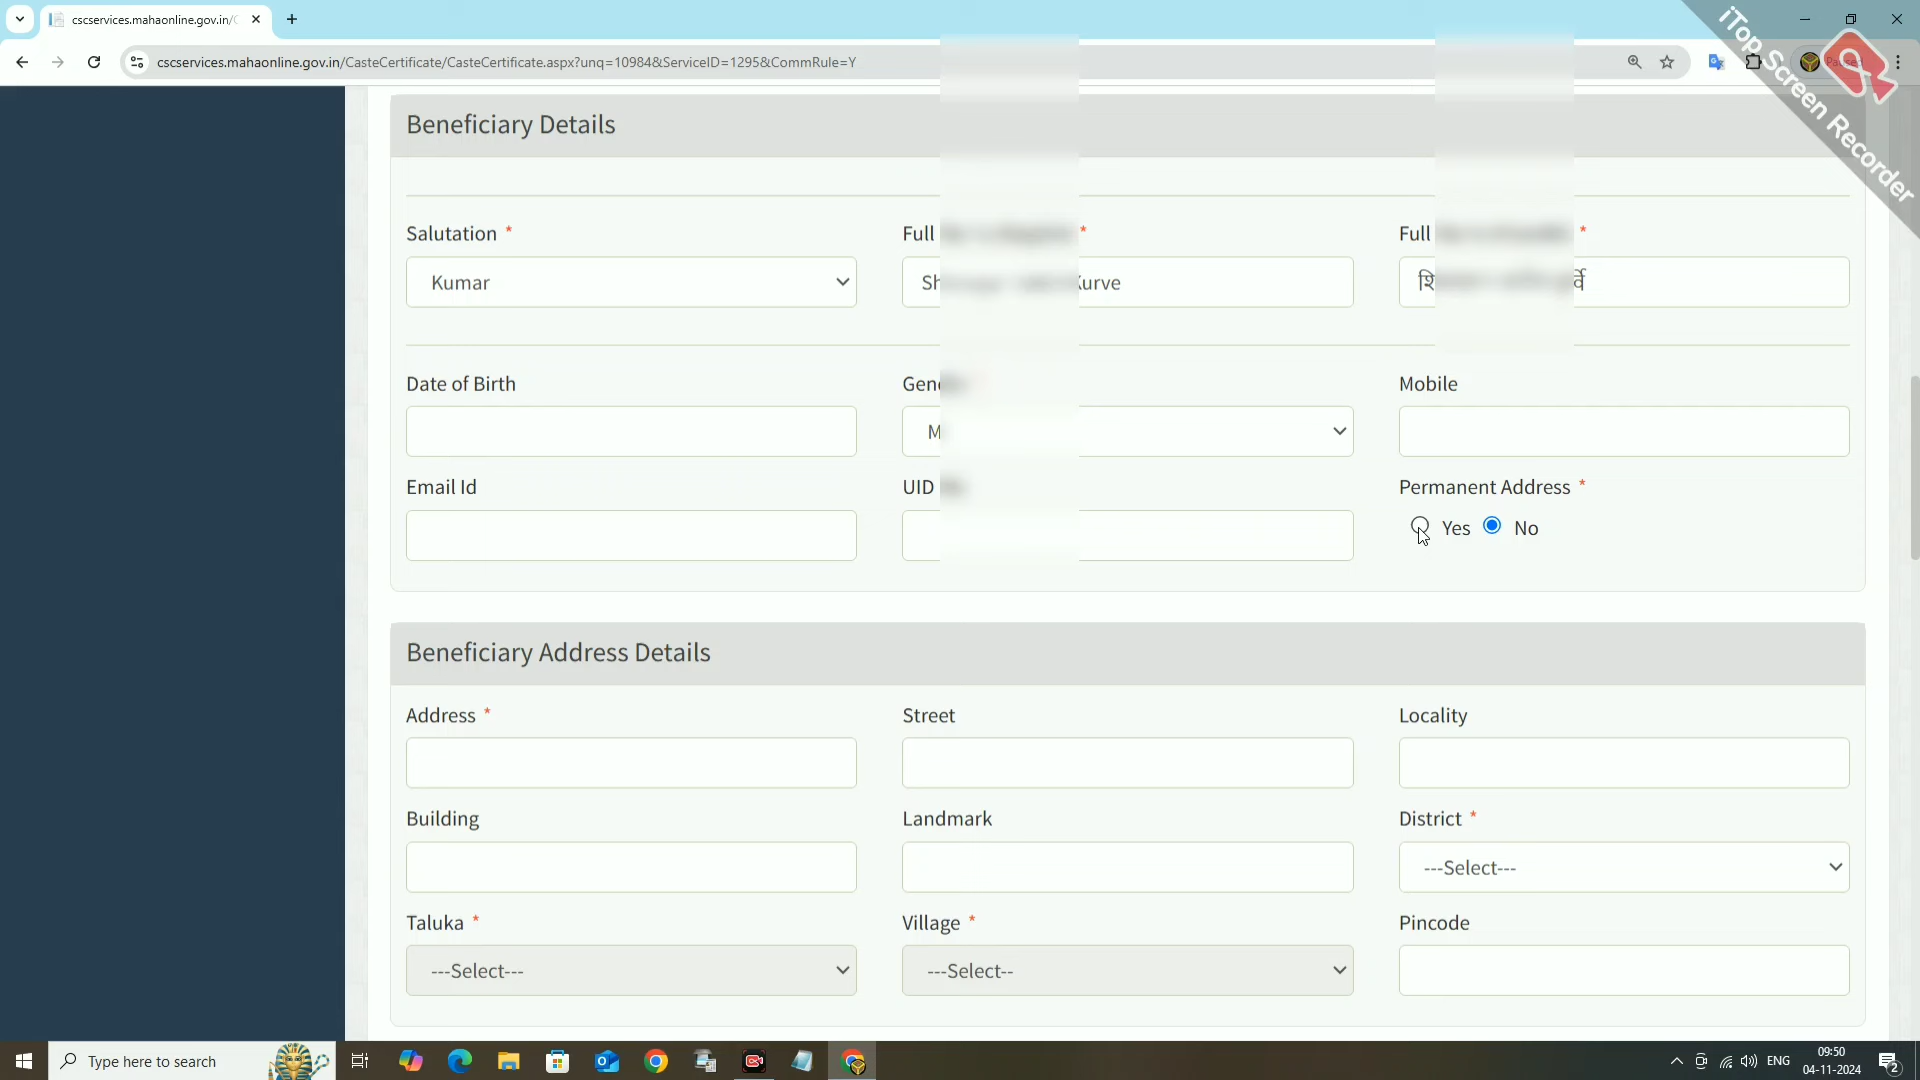 cscservices.mahaonline.gov.in/C
cscservices.mahaonline.gov.in/CasteCertificate/CasteCertificate.aspx?unq=10984&ServiceID=1295&CommRule=Y
Paused
iTop Screen Recorder
Beneficiary Details
Salutation *
Full *
Full *
Kumar
Date of Birth
Mobile
Email Id
UID
Permanent Address *
Yes No
Beneficiary Address Details
Address *
Street
Locality
Building
Landmark
District *
---Select---
Taluka *
Village *
Pincode
---Select---
---Select--
Type here to search
ENG
09:50
04-11-2024
2